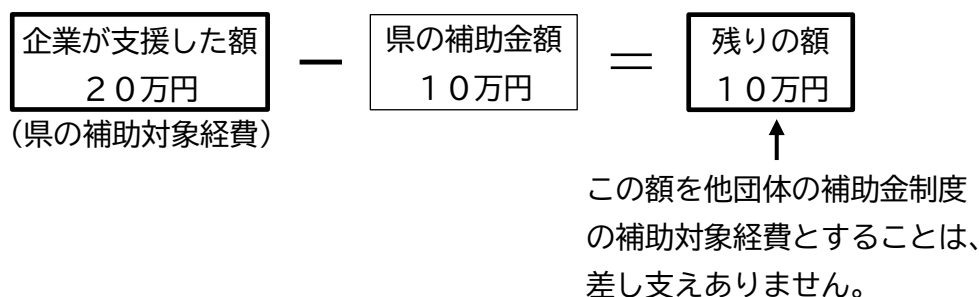 企業が支援した額
２０万円
(県の補助対象経費)
－
県の補助金額
１０万円
＝
残りの額
１０万円
この額を他団体の補助金制度
の補助対象経費とすることは、
差し支えありません。